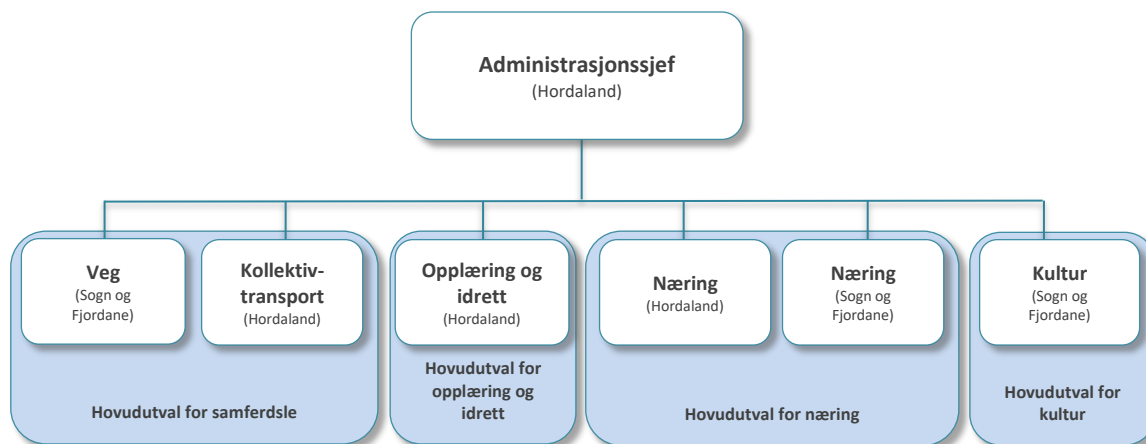 Administrasjonssjef
(Hordaland)
Veg
(Sogn og
Fjordane)
Kollektiv-
transport
(Hordaland)
Hovudutval for samferdsle
Opplæring og
idrett
(Hordaland)
Hovudutval for
opplæring og
idrett
Næring
(Hordaland)
Næring
(Sogn og
Fjordane)
Hovudutval for næring
Kultur
(Sogn og
Fjordane)
Hovudutval for
kultur